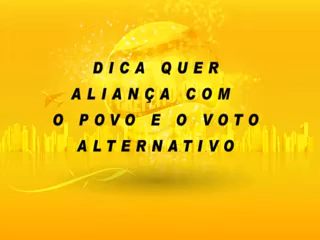 DICA QUER
ALIANÇA COM
O POVO E O VOTO
ALTERNATIVO